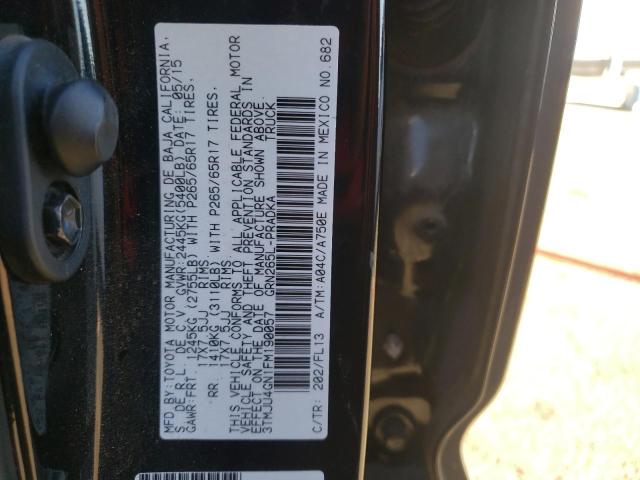 MFD BY:TOYOTA MOTOR MANUFACTURING DE BAJA CALIFORNIA,
S. DE R.L. DE C.V. GVWR:2445KG(5400LB) DATE: 05/15
GAWR:FRT. 1245KG (2755LB) WITH P265/65R17 TIRES,
17X7.5JJ RIMS
RR. 1410KG (3110LB) WITH P265/65R17 TIRES,
17X7.5JJ RIMS
THIS VEHICLE CONFORMS TO ALL APPLICABLE FEDERAL MOTOR
VEHICLE SAFETY AND THEFT PREVENTION STANDARDS IN
EFFECT ON THE DATE OF MANUFACTURE SHOWN ABOVE.
3TMJU4GN1FM190057 GRN265L-PRADKA TRUCK
C/TR: 202/FL13 A/TM:A04C/A750E MADE IN MEXICO NO.682